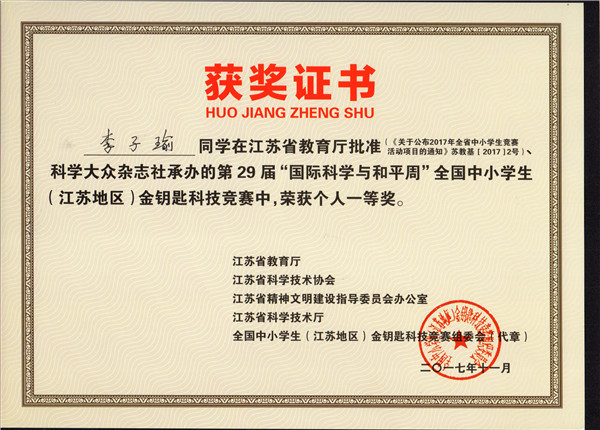 获奖证书
HUO JIANG ZHENG SHU
李子瑜 同学在江苏省教育厅批准(《关于公布2017年全省中小学生竞赛
活动项目的通知》苏教基[2017]2号)、
科学大众杂志社承办的第29届“国际科学与和平周”全国中小学生
(江苏地区)金钥匙科技竞赛中,荣获个人一等奖。
江苏省教育厅
江苏省科学技术协会
江苏省精神文明建设指导委员会办公室
江苏省科学技术厅
全国中小学生(江苏地区)金钥匙科技竞赛组委会(代章)
二〇一七年十一月